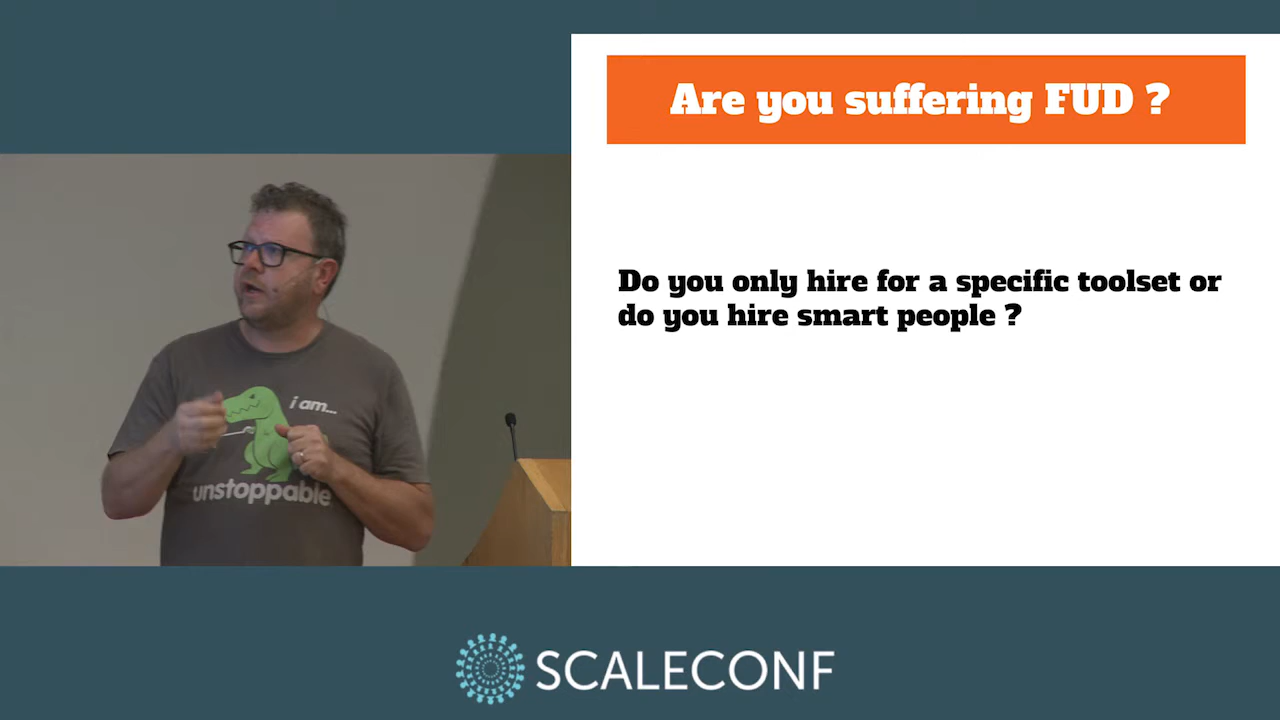 Are you suffering FUD ?
Do you only hire for a specific toolset or
do you hire smart people ?
i am...
unstoppable
SCALECONF